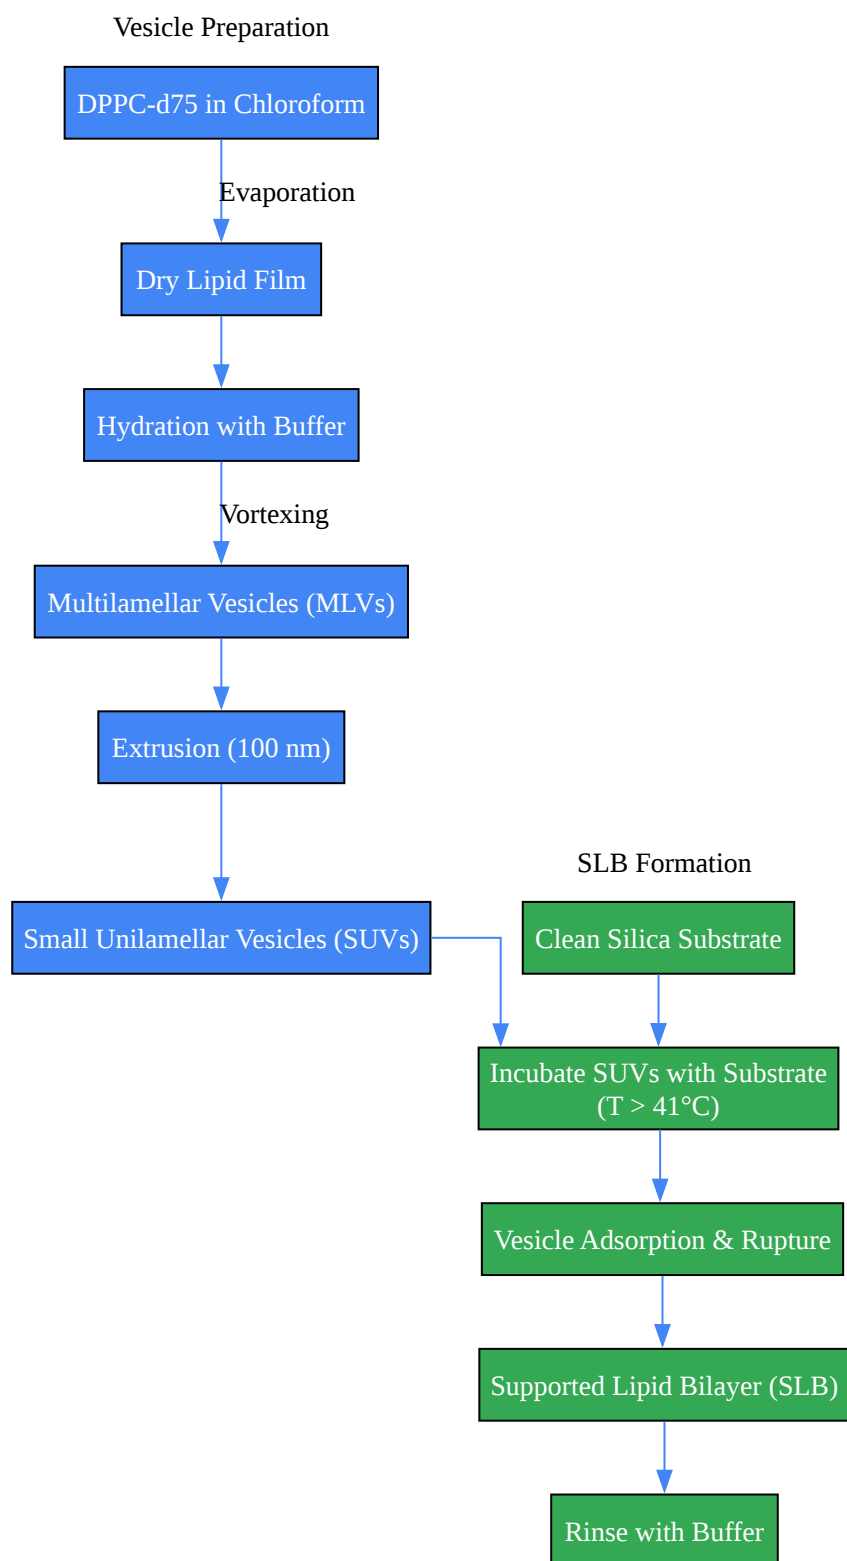 Vesicle Preparation
DPPC-d75 in Chloroform
Evaporation
Dry Lipid Film
Hydration with Buffer
Vortexing
Multilamellar Vesicles (MLVs)
Extrusion (100 nm)
Small Unilamellar Vesicles (SUVs)
SLB Formation
Clean Silica Substrate
Incubate SUVs with Substrate
(T > 41°C)
Vesicle Adsorption & Rupture
Supported Lipid Bilayer (SLB)
Rinse with Buffer